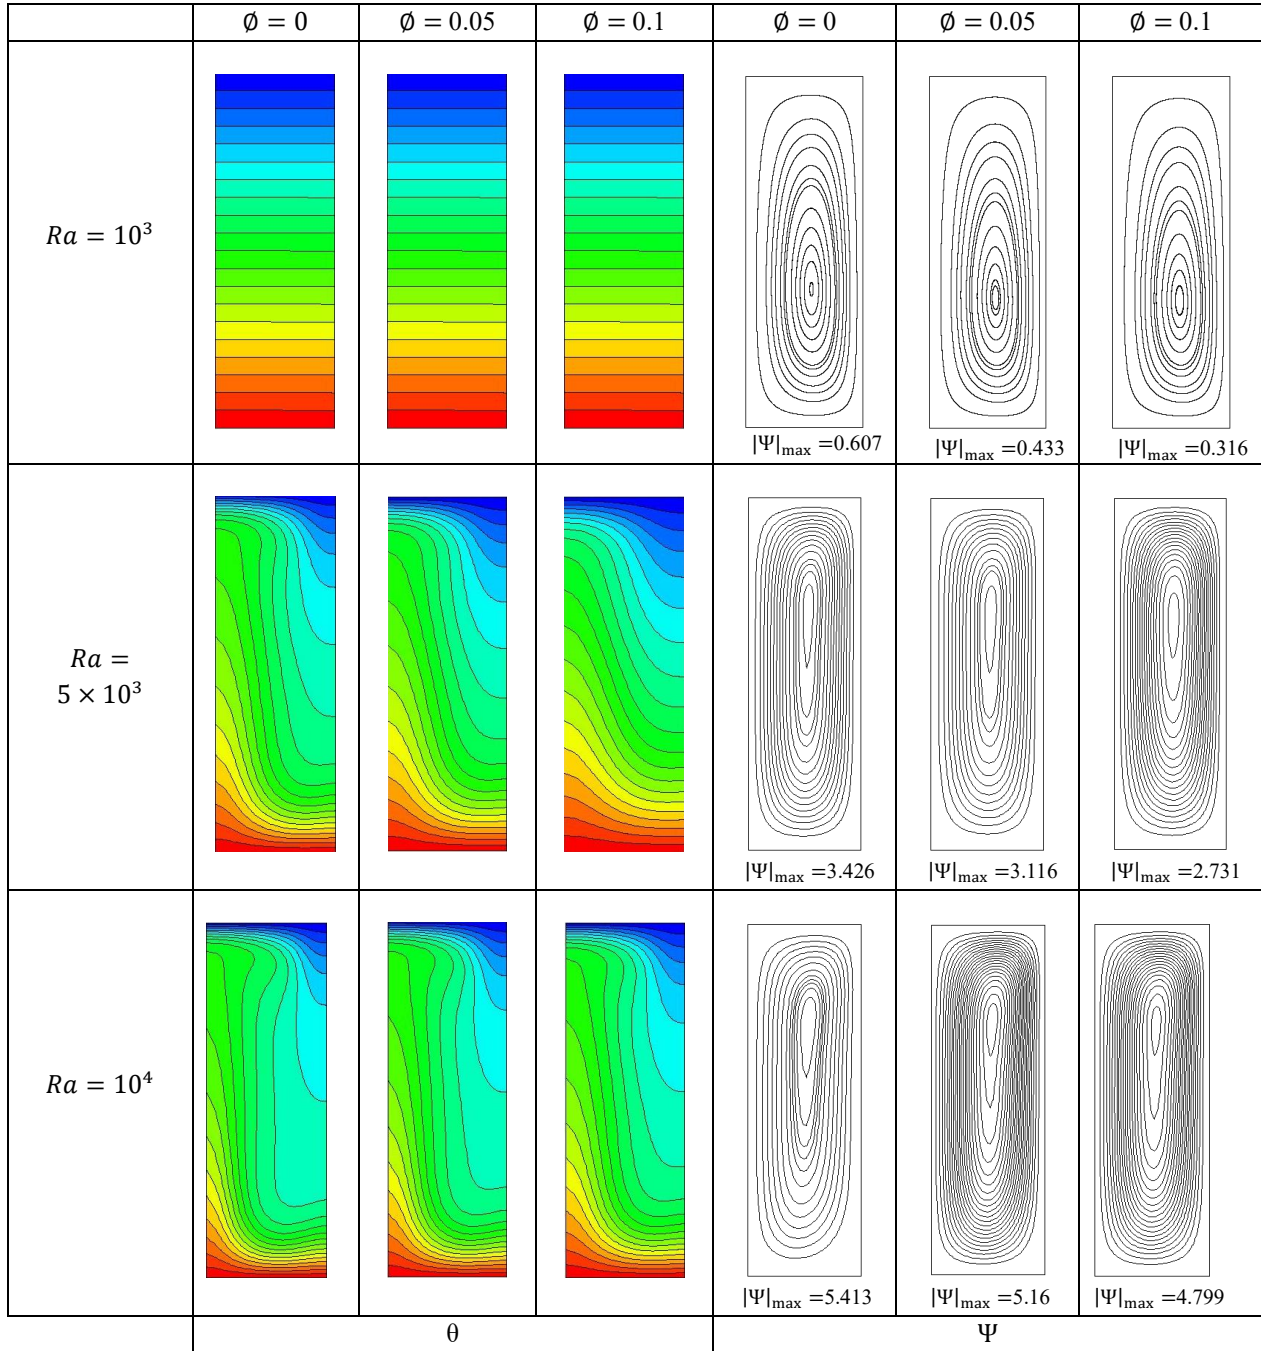 ∅ = 0
∅ = 0.05
∅ = 0.1
∅ = 0
∅ = 0.05
∅ = 0.1
Ra = 10³
|Ψ|max =0.607
|Ψ|max =0.433
|Ψ|max =0.316
Ra =
5 × 10³
|Ψ|max =3.426
|Ψ|max =3.116
|Ψ|max =2.731
Ra = 10⁴
|Ψ|max =5.413
|Ψ|max =5.16
|Ψ|max =4.799
θ
Ψ